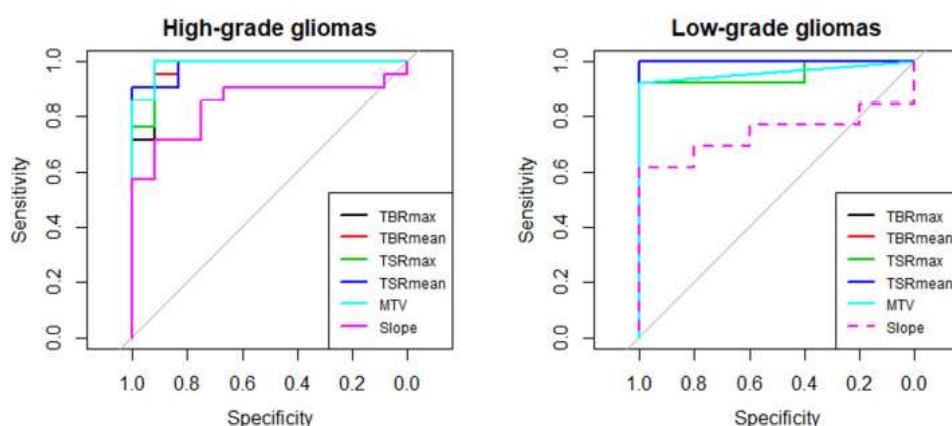 High-grade gliomas
Sensitivity
0.0 0.2 0.4 0.6 0.8 1.0
TBRmax
TBRmean
TSRmax
TSRmean
MTV
Slope
1.0 0.8 0.6 0.4 0.2 0.0
Specificity
Low-grade gliomas
Sensitivity
0.0 0.2 0.4 0.6 0.8 1.0
TBRmax
TBRmean
TSRmax
TSRmean
MTV
Slope
1.0 0.8 0.6 0.4 0.2 0.0
Specificity